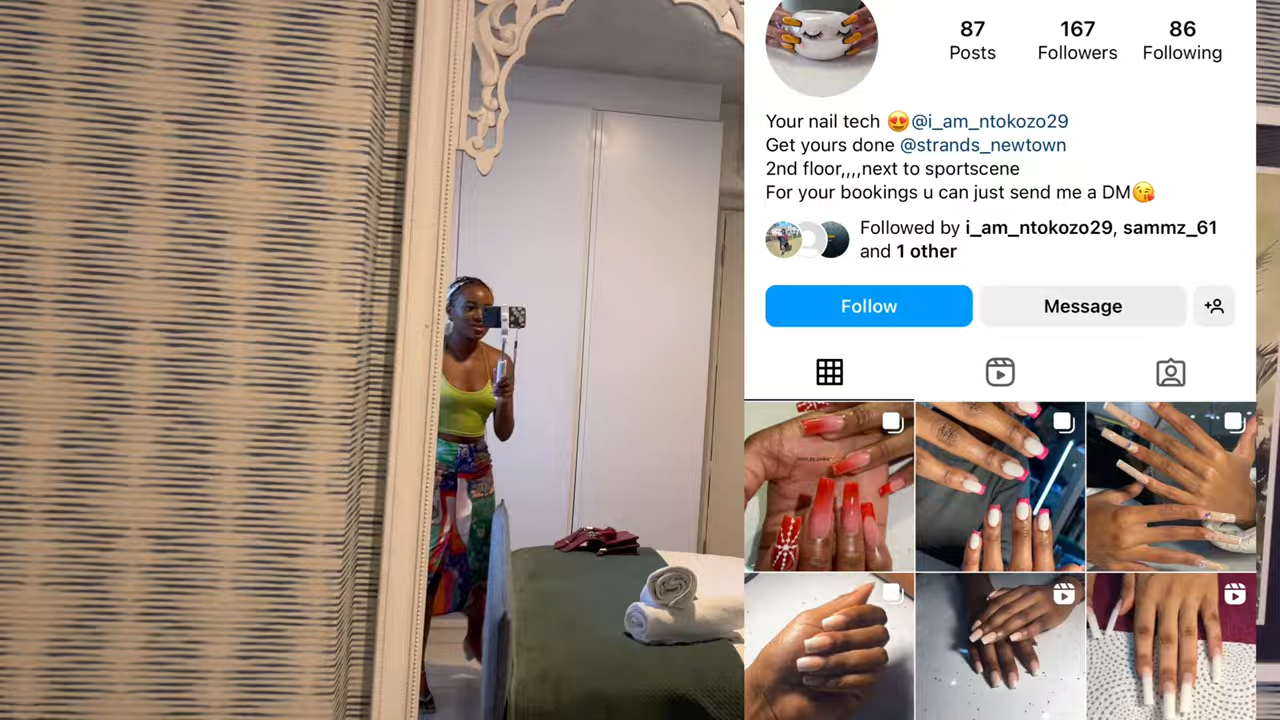 87
167
86
Posts
Followers
Following
Your nail tech 😍@i_am_ntokozo29
Get yours done @strands_newtown
2nd floor,,,,next to sportscene
For your bookings u can just send me a DM😘
Followed by i_am_ntokozo29, sammz_61
and 1 other
Follow
Message